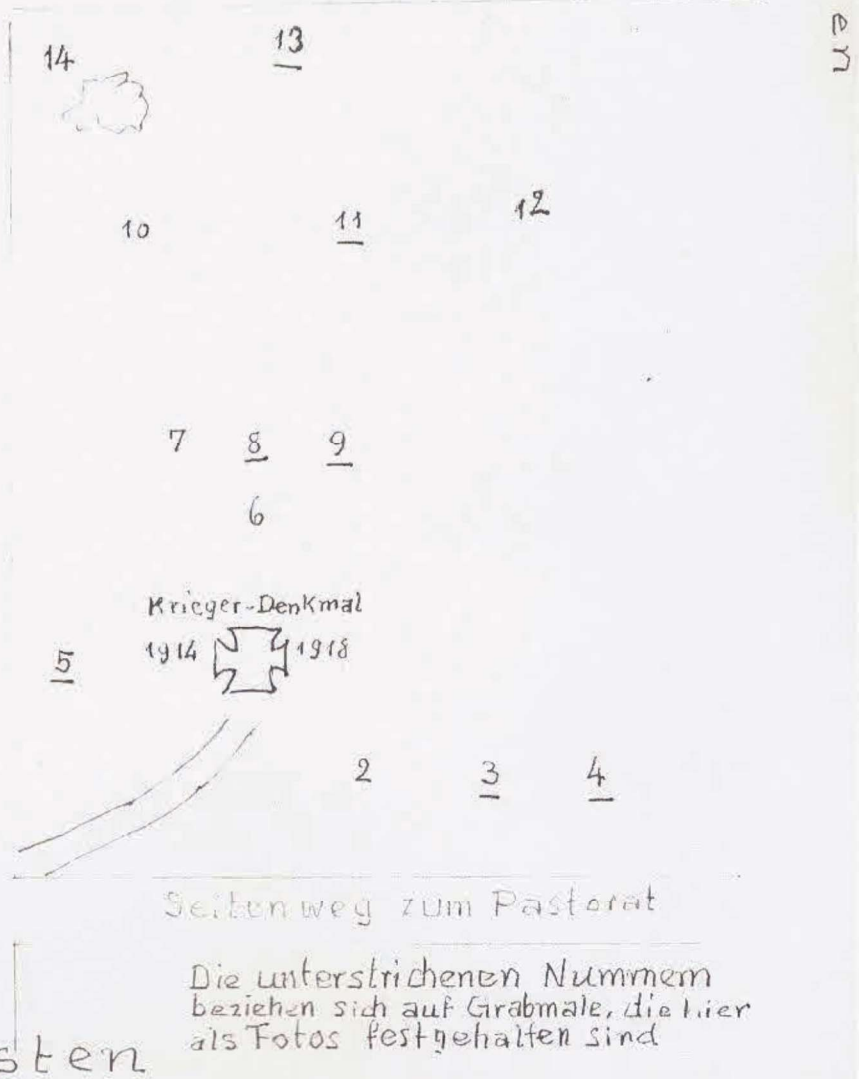 en
14
13
10
11
12
7 8 9
6
Krieger-Denkmal
1914 1918
5
2 3 4
Seitenweg zum Pastorat
Die unterstrichenen Nummern
beziehen sich auf Grabmale, die hier
als Fotos festgehalten sind
sten